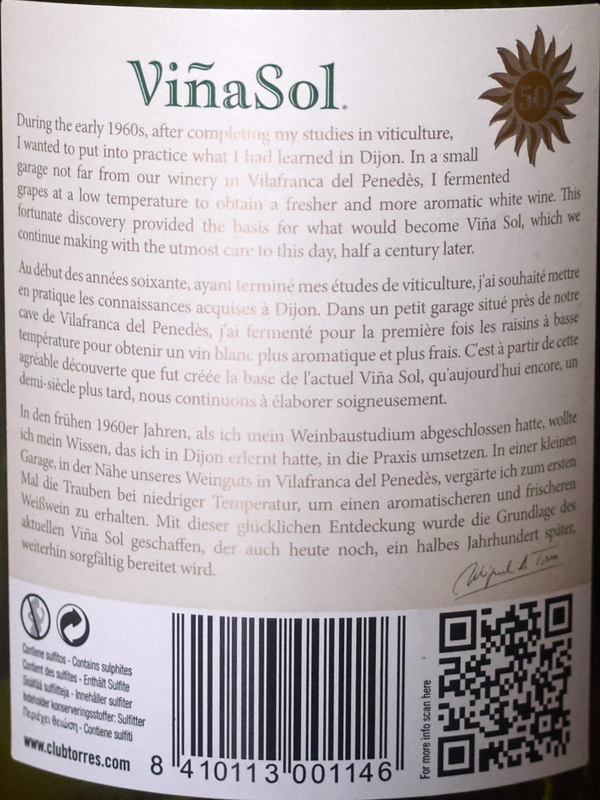 ViñaSol.
50
During the early 1960s, after completing my studies in viticulture,
I wanted to put into practice what I had learned in Dijon. In a small
garage not far from our winery in Vilafranca del Penedès, I fermented
grapes at a low temperature to obtain a fresher and more aromatic white wine. This
fortunate discovery provided the basis for what would become Viña Sol, which we
continue making with the utmost care to this day, half a century later.
Au début des années soixante, ayant terminé mes études de viticulture, j'ai souhaité mettre
en pratique les connaissances acquises à Dijon. Dans un petit garage situé près de notre
cave de Vilafranca del Penedès, j'ai fermenté pour la première fois les raisins à basse
température pour obtenir un vin blanc plus aromatique et plus frais. C'est à partir de cette
agréable découverte que fut créée la base de l'actuel Viña Sol, qu'aujourd'hui encore, un
demi-siècle plus tard, nous continuons à élaborer soigneusement.
In den frühen 1960er Jahren, als ich mein Weinbaustudium abgeschlossen hatte, wollte
ich mein Wissen, das ich in Dijon erlernt hatte, in die Praxis umsetzen. In einer kleinen
Garage, in der Nähe unseres Weinguts in Vilafranca del Penedès, vergärte ich zum ersten
Mal die Trauben bei niedriger Temperatur, um einen aromatischeren und frischeren
Weißwein zu erhalten. Mit dieser glücklichen Entdeckung wurde die Grundlage des
aktuellen Viña Sol geschaffen, der auch heute noch, ein halbes Jahrhundert später,
weiterhin sorgfältig bereitet wird.
Miguel A. Torres
Contiene sulfitos - Contains sulphites
Contient des sulfites - Enthält Sulfite
Sisältää sulfiitteja - Innehåller sulfiter
Indeholder konserveringsstoffer: Sulfitter
Περιέχει θειώδη - Contiene solfiti
www.clubtorres.com
8 410113 001146
For more info scan here